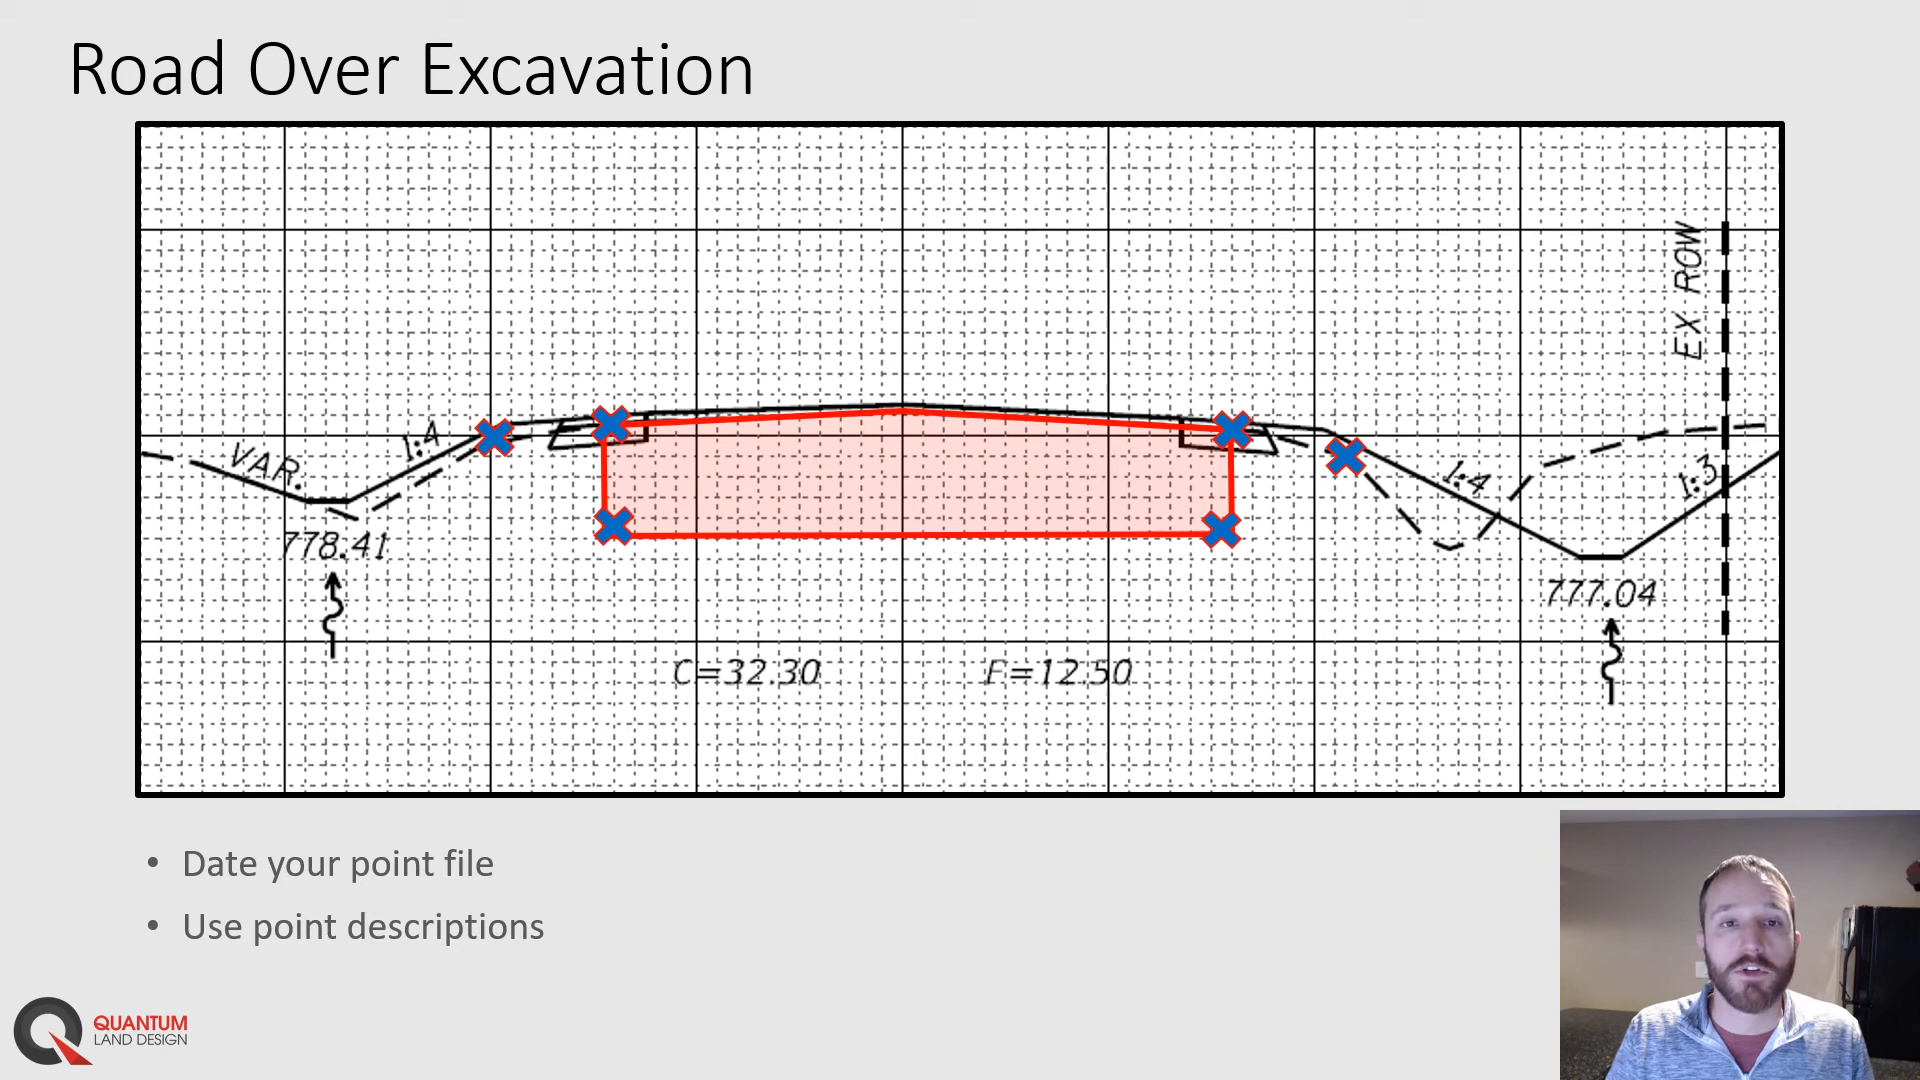 Road Over Excavation
EX ROW
1:4
VAR.
1:4
1:3
778.41
777.04
C=32.30 F=12.50
• Date your point file
• Use point descriptions
QUANTUM
LAND DESIGN